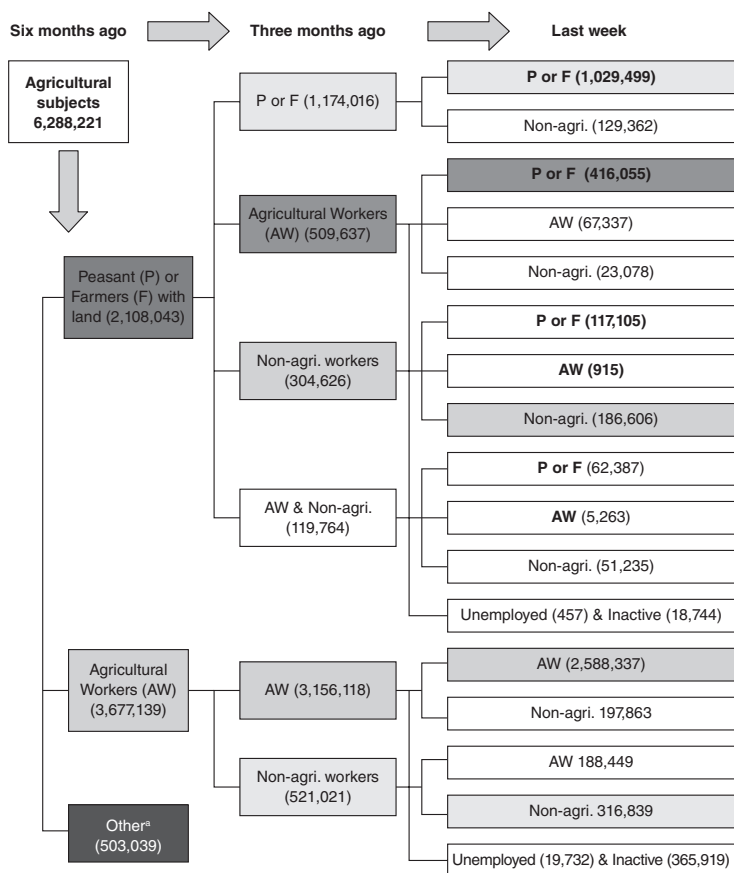 Six months ago
Three months ago
Last week
Agricultural
subjects
6,288,221
Peasant (P) or
Farmers (F) with
land (2,108,043)
P or F (1,174,016)
P or F (1,029,499)
Non-agri. (129,362)
Agricultural Workers
(AW) (509,637)
P or F (416,055)
AW (67,337)
Non-agri. (23,078)
Non-agri. workers
(304,626)
P or F (117,105)
AW (915)
Non-agri. (186,606)
AW & Non-agri.
(119,764)
P or F (62,387)
AW (5,263)
Non-agri. (51,235)
Unemployed (457) & Inactive (18,744)
Agricultural
Workers (AW)
(3,677,139)
AW (3,156,118)
AW (2,588,337)
Non-agri. 197,863
Non-agri. workers
(521,021)
AW 188,449
Non-agri. 316,839
Unemployed (19,732) & Inactive (365,919)
Otherª
(503,039)